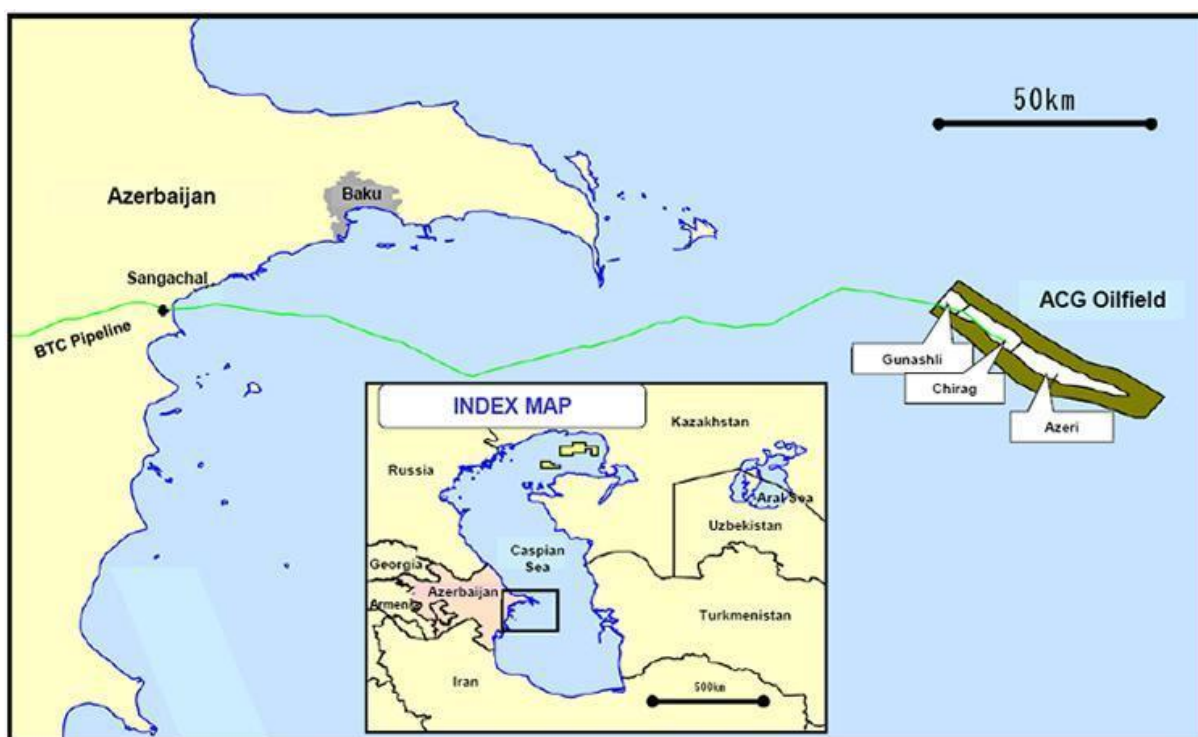 50km
Azerbaijan
Baku
Sangachal
BTC Pipeline
ACG Oilfield
Gunashli
Chirag
Azeri
INDEX MAP
Kazakhstan
Russia
Aral Sea
Uzbekistan
Caspian
Sea
Georgia
Azerbaijan
Armenia
Turkmenistan
Iran
500km